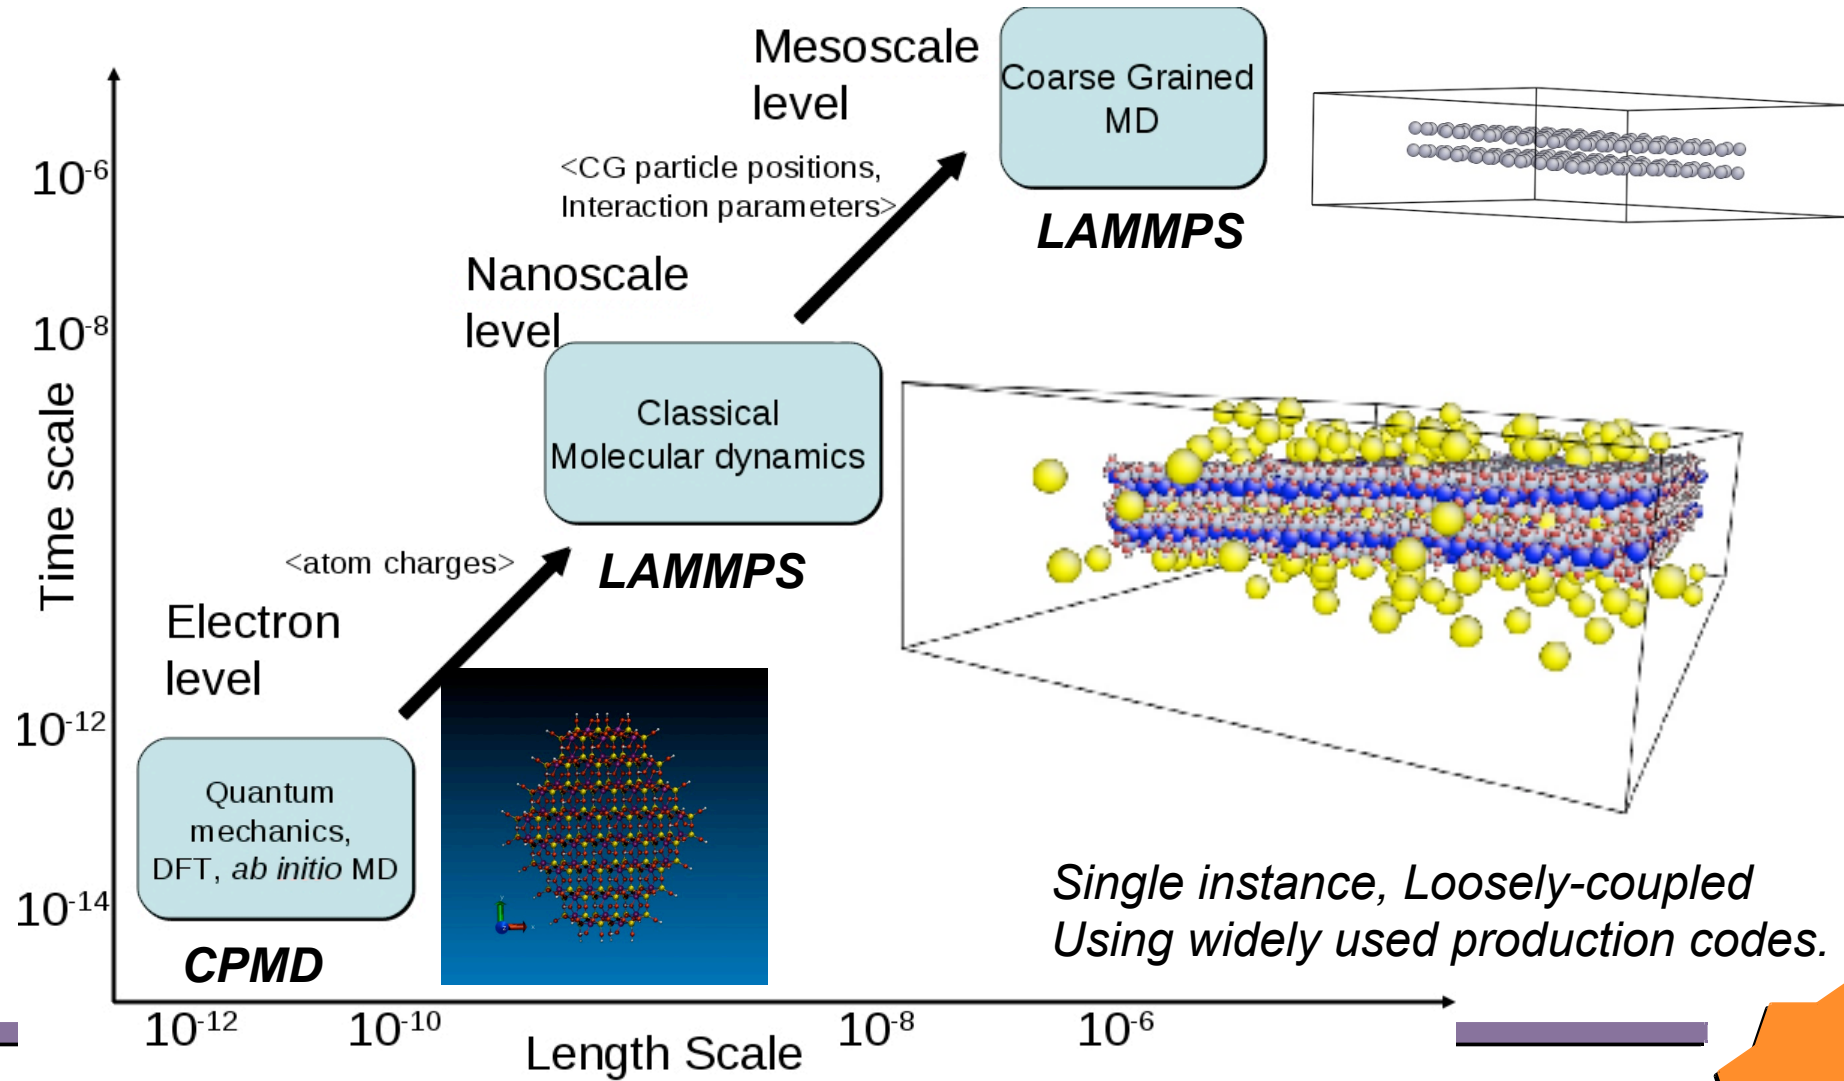 Mesoscale
level
Coarse Grained
MD
LAMMPS
<CG particle positions,
Interaction parameters>
Nanoscale
level
Classical
Molecular dynamics
LAMMPS
<atom charges>
Electron
level
Quantum
mechanics,
DFT, ab initio MD
CPMD
Single instance, Loosely-coupled
Using widely used production codes.
Time scale
10-6
10-8
10-12
10-14
10-12
10-10
10-8
10-6
Length Scale